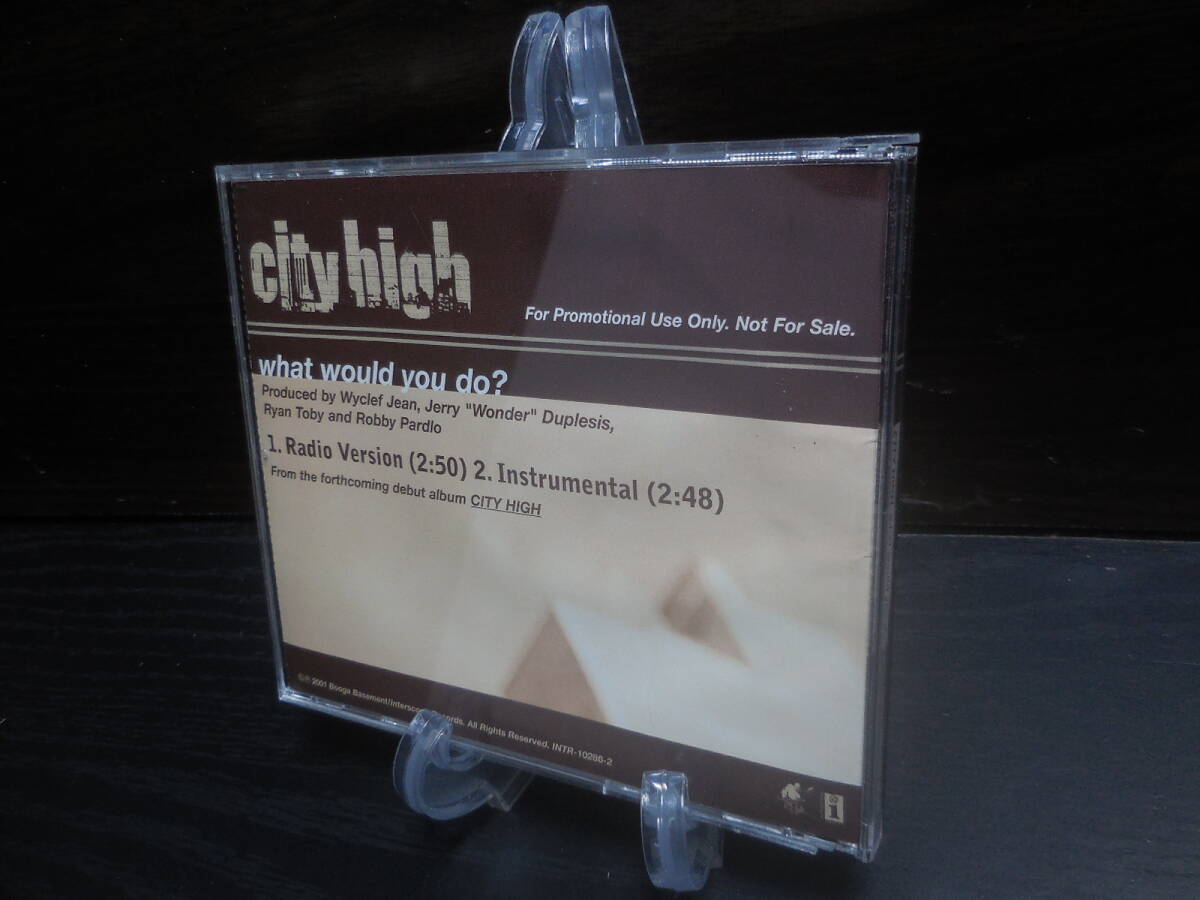 city high
For Promotional Use Only. Not For Sale.
what would you do?
Produced by Wyclef Jean, Jerry "Wonder" Duplesis,
Ryan Toby and Robby Pardlo
1. Radio Version (2:50) 2. Instrumental (2:48)
From the forthcoming debut album CITY HIGH
©℗ 2001 Booga Basement/Interscope Records. All Rights Reserved. INTR-10286-2
i